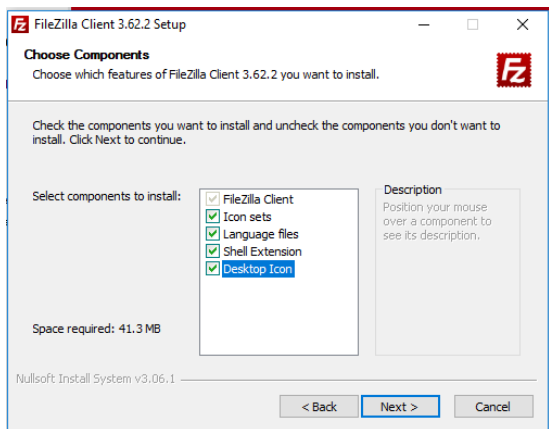 FileZilla Client 3.62.2 Setup
Choose Components
Choose which features of FileZilla Client 3.62.2 you want to install.
Fz
Check the components you want to install and uncheck the components you don't want to
install. Click Next to continue.
Select components to install:
FileZilla Client
Icon sets
Language files
Shell Extension
Desktop Icon
Description
Position your mouse
over a component to
see its description.
Space required: 41.3 MB
Nullsoft Install System v3.06.1
< Back
Next >
Cancel